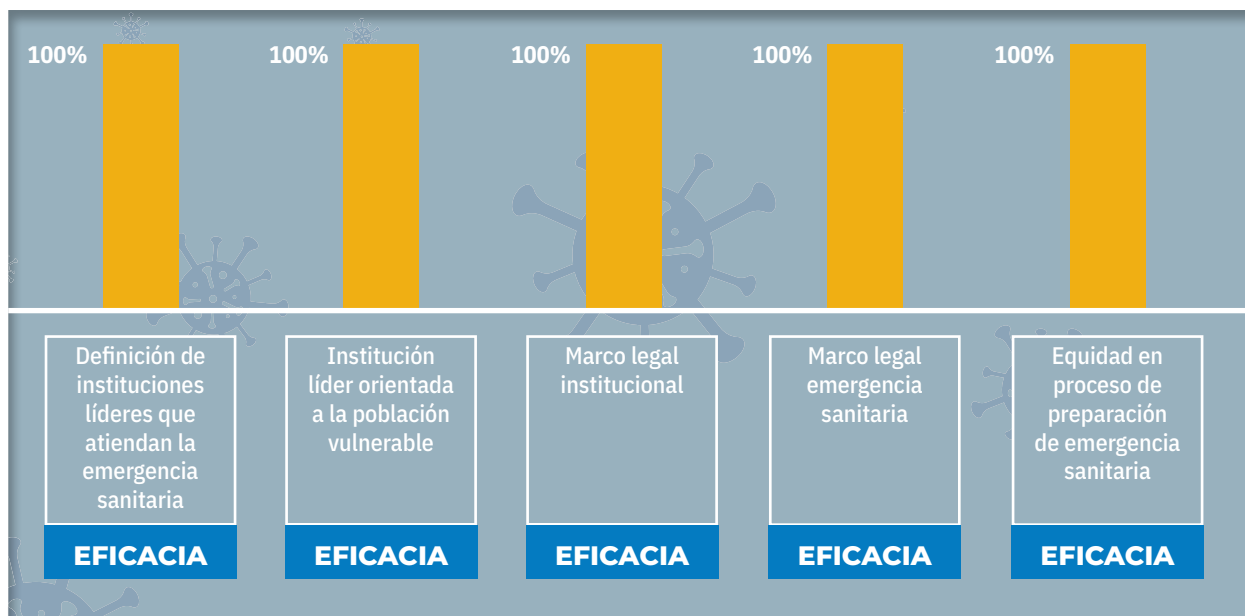 100%
100%
100%
100%
100%
Definición de
instituciones
líderes que
atiendan la
emergencia
sanitaria
EFICACIA
Institución
líder orientada
a la población
vulnerable
EFICACIA
Marco legal
institucional
EFICACIA
Marco legal
emergencia
sanitaria
EFICACIA
Equidad en
proceso de
preparación
de emergencia
sanitaria
EFICACIA